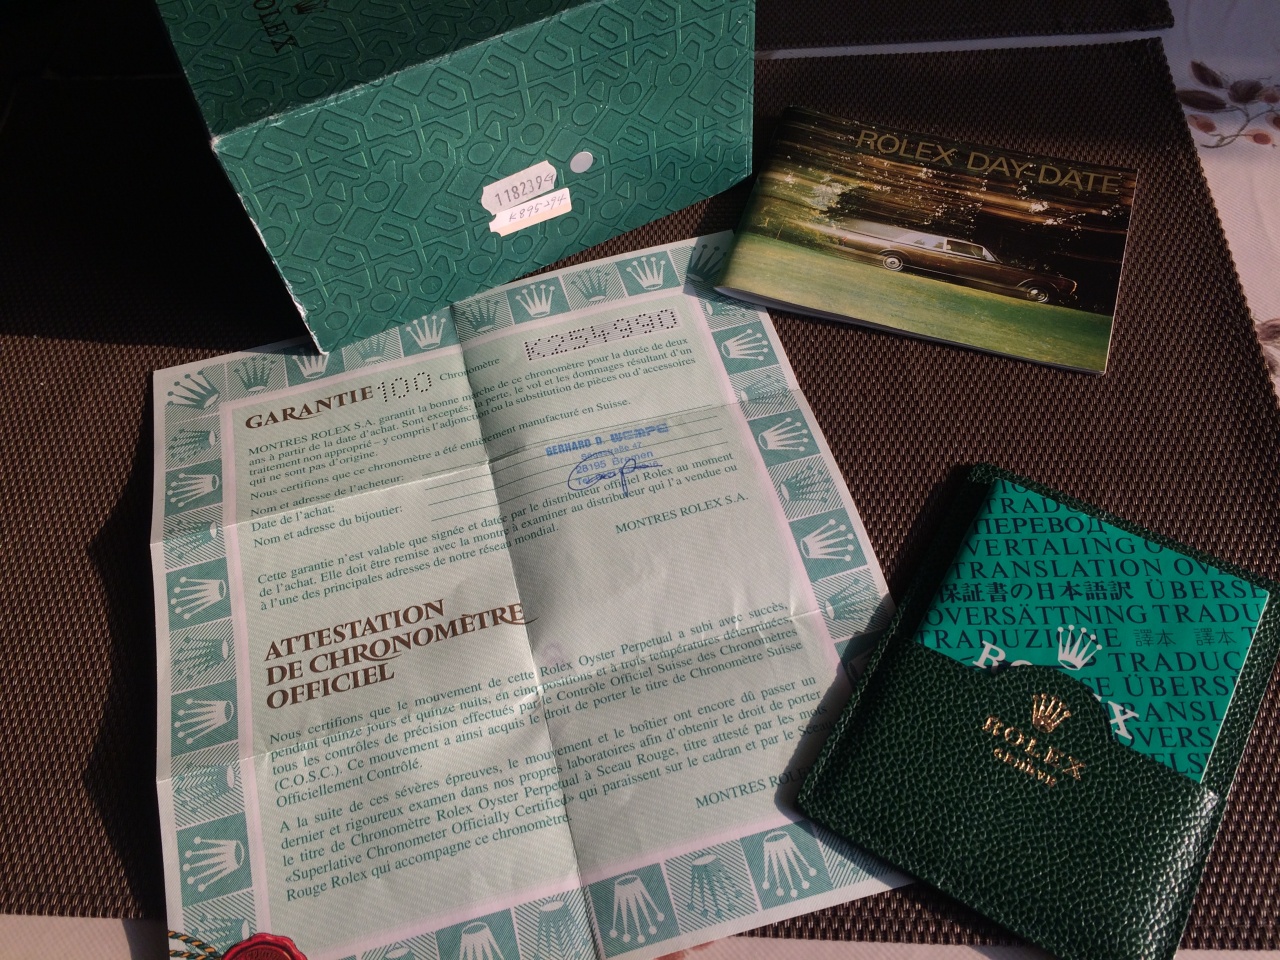 ROLEX
118239
K895294
ROLEX DAY-DATE
GARANTIE 100 Chronomètre K254990
MONTRES ROLEX S.A. garantit la bonne marche de ce chronomètre pour la durée de deux
ans à partir de la date d'achat. Sont exceptés: la perte, le vol et les dommages résultant d'un
traitement non approprié – y compris l'adjonction ou la substitution de pièces ou d'accessoires
qui ne sont pas d'origine.
Nous certifions que ce chronomètre a été entièrement manufacturé en Suisse.
Nom et adresse de l'acheteur:
Date de l'achat:
Nom et adresse du bijoutier:
GERHARD D. WEMPE
28195 Bremen
Cette garantie n'est valable que signée et datée par le distributeur officiel Rolex au moment
de l'achat. Elle doit être remise avec la montre à examiner au distributeur qui l'a vendue ou
à l'une des principales adresses de notre réseau mondial.
MONTRES ROLEX S.A.
ATTESTATION
DE CHRONOMÈTRE
OFFICIEL
Nous certifions que le mouvement de cette Rolex Oyster Perpetual a subi avec succès,
pendant quinze jours et quinze nuits, en cinq positions et à trois températures déterminées,
tous les contrôles de précision effectués par le Contrôle Officiel Suisse des Chronomètres
(C.O.S.C.). Ce mouvement a ainsi acquis le droit de porter le titre de Chronomètre Suisse
Officiellement Contrôlé.
A la suite de ces sévères épreuves, le mouvement et le boîtier ont encore dû passer un
dernier et rigoureux examen dans nos propres laboratoires afin d'obtenir le droit de porter
le titre de Chronomètre Rolex Oyster Perpetual à Sceau Rouge, titre attesté par les mots
«Superlative Chronometer Officially Certified» qui paraissent sur le cadran et par le Sceau
Rouge Rolex qui accompagne ce chronomètre.
MONTRES ROLEX
TRAD
ПЕРЕВОД
VERTALING O
TRANSLATION OV
保証書の日本語訳 ÜBERSE
OVERSÄTTNING TRADU
TRADUZIONE 譯本 譯本 T
ROLEX
TRADUC
SE ÜBERS
RANSL
OVERS
ELSE
ROLEX
GENEVE